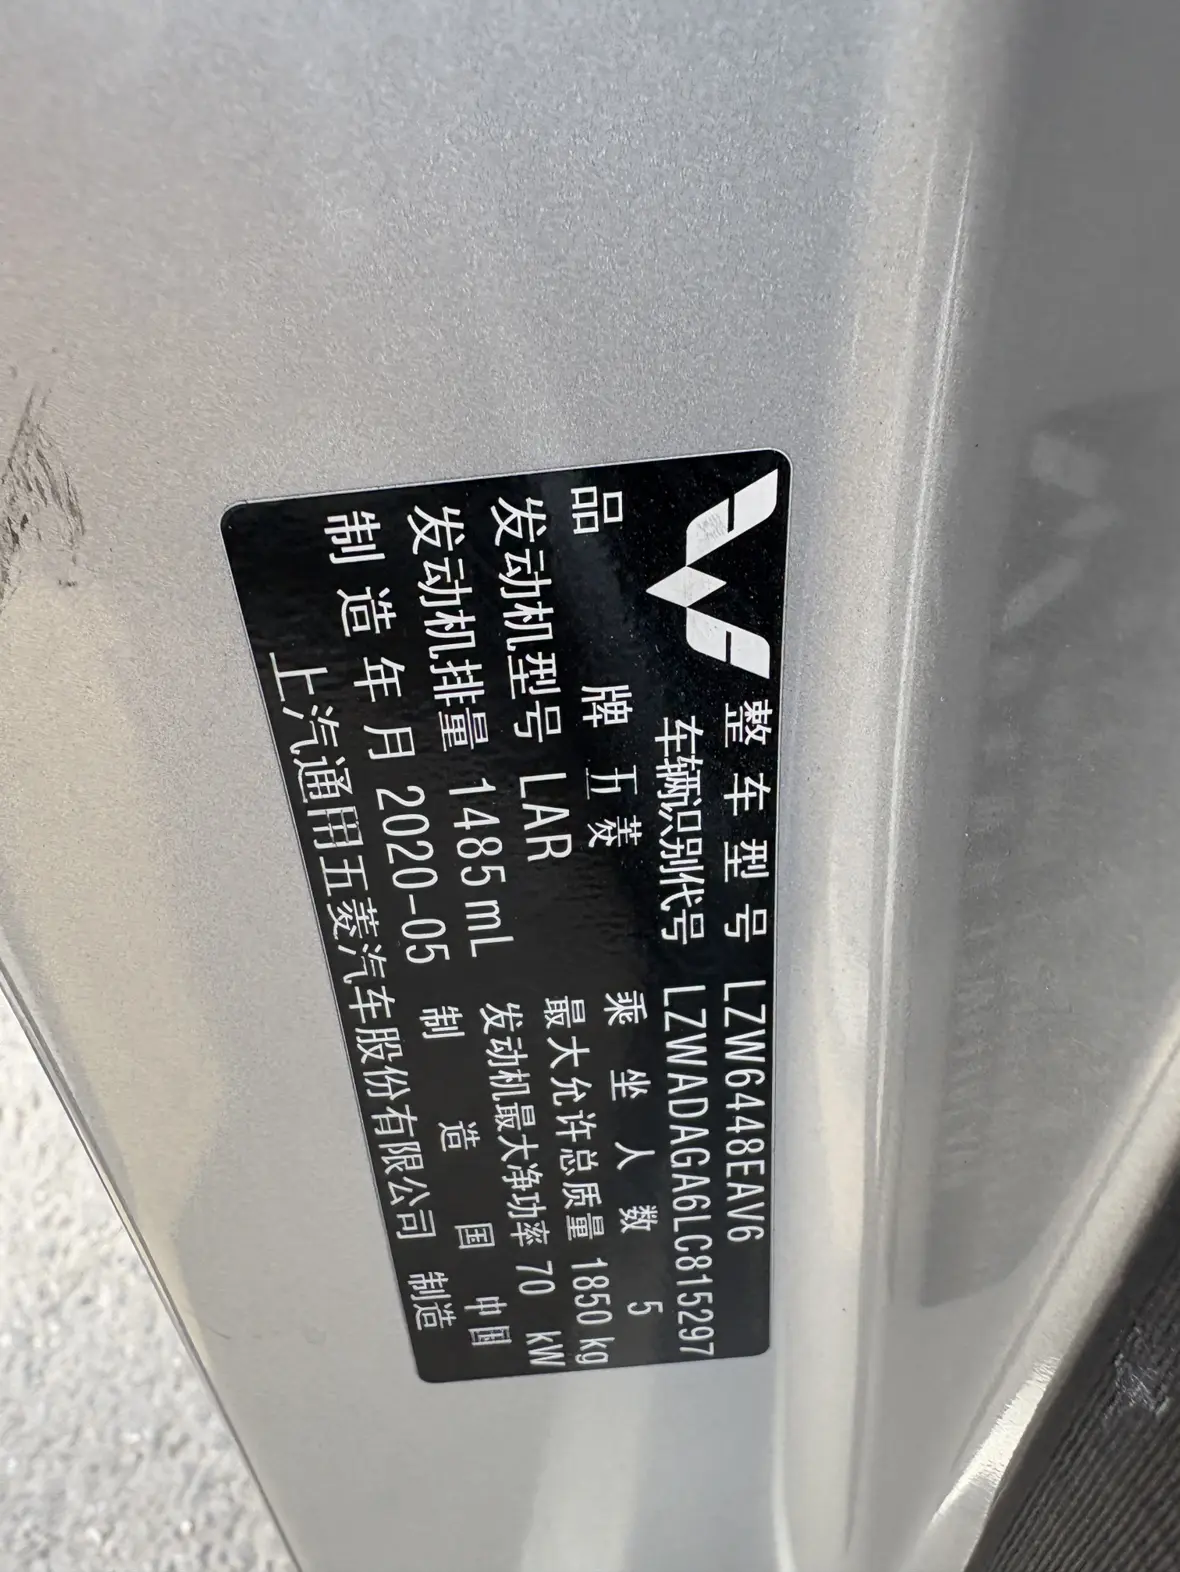 整车型号 LZW6448EAV6
车辆识别代号 LZWADAGA6LC815297
品牌 五菱 乘坐人数 5
发动机型号 LAR 最大允许总质量 1850 kg
发动机排量 1485 mL 发动机最大净功率 70 kW
制造年月 2020-05 制造国 中国
上汽通用五菱汽车股份有限公司 制造